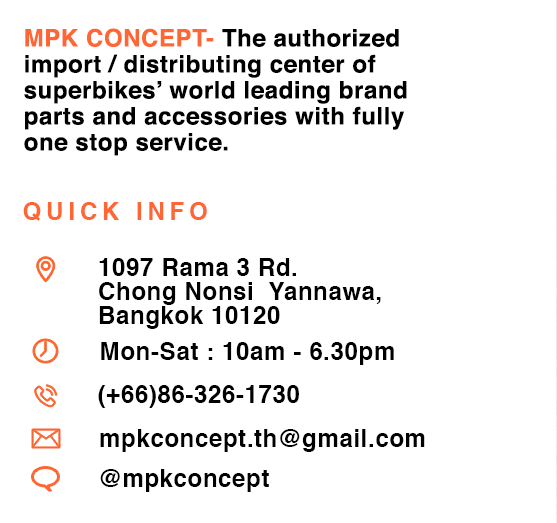 MPK CONCEPT- The authorized
import / distributing center of
superbikes’ world leading brand
parts and accessories with fully
one stop service.
QUICK INFO
1097 Rama 3 Rd.
Chong Nonsi  Yannawa,
Bangkok 10120
Mon-Sat : 10am - 6.30pm
(+66)86-326-1730
mpkconcept.th@gmail.com
@mpkconcept